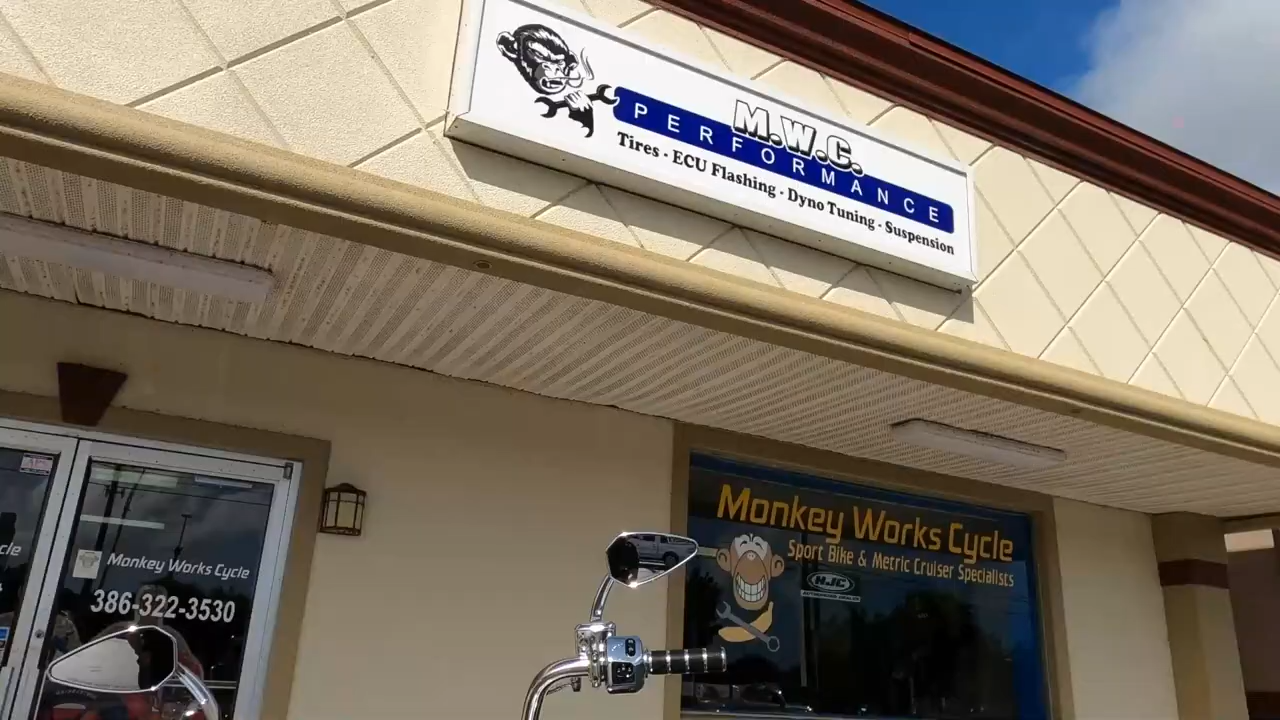 M.W.C.
PERFORMANCE
Tires · ECU Flashing · Dyno Tuning · Suspension
Monkey Works Cycle
Sport Bike & Metric Cruiser Specialists
HJC
cle
Monkey Works Cycle
386-322-3530